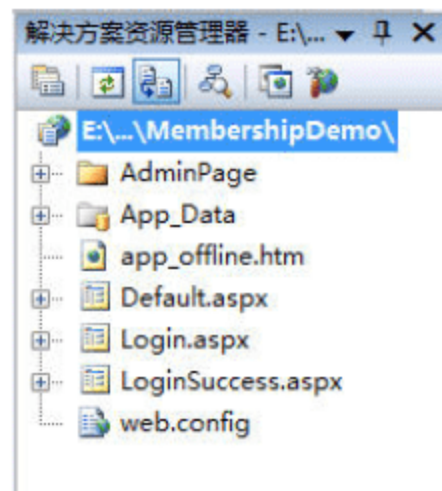 解决方案资源管理器 - E:\...
E:\...\MembershipDemo\
AdminPage
App_Data
app_offline.htm
Default.aspx
Login.aspx
LoginSuccess.aspx
web.config